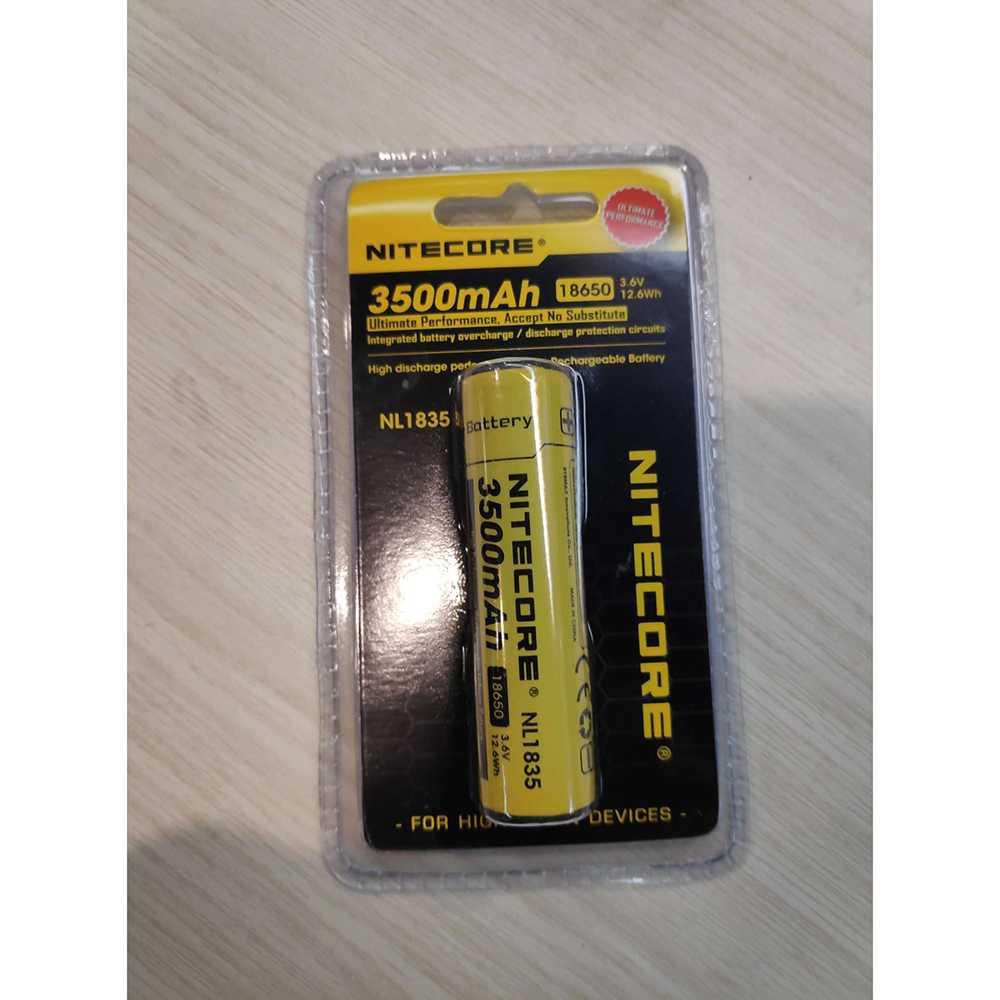 ULTIMATE
PERFORMANCE
NITECORE®
3500mAh 18650 3.6V
12.6Wh
Ultimate Performance, Accept No Substitute
Integrated battery overcharge / discharge protection circuits
High discharge Rechargeable Battery
NL1835
Battery +
NITECORE® NL1835
3500mAh 18650 3.6V
12.6Wh
MADE IN CHINA
CE
NITECORE®
- FOR DEVICES -